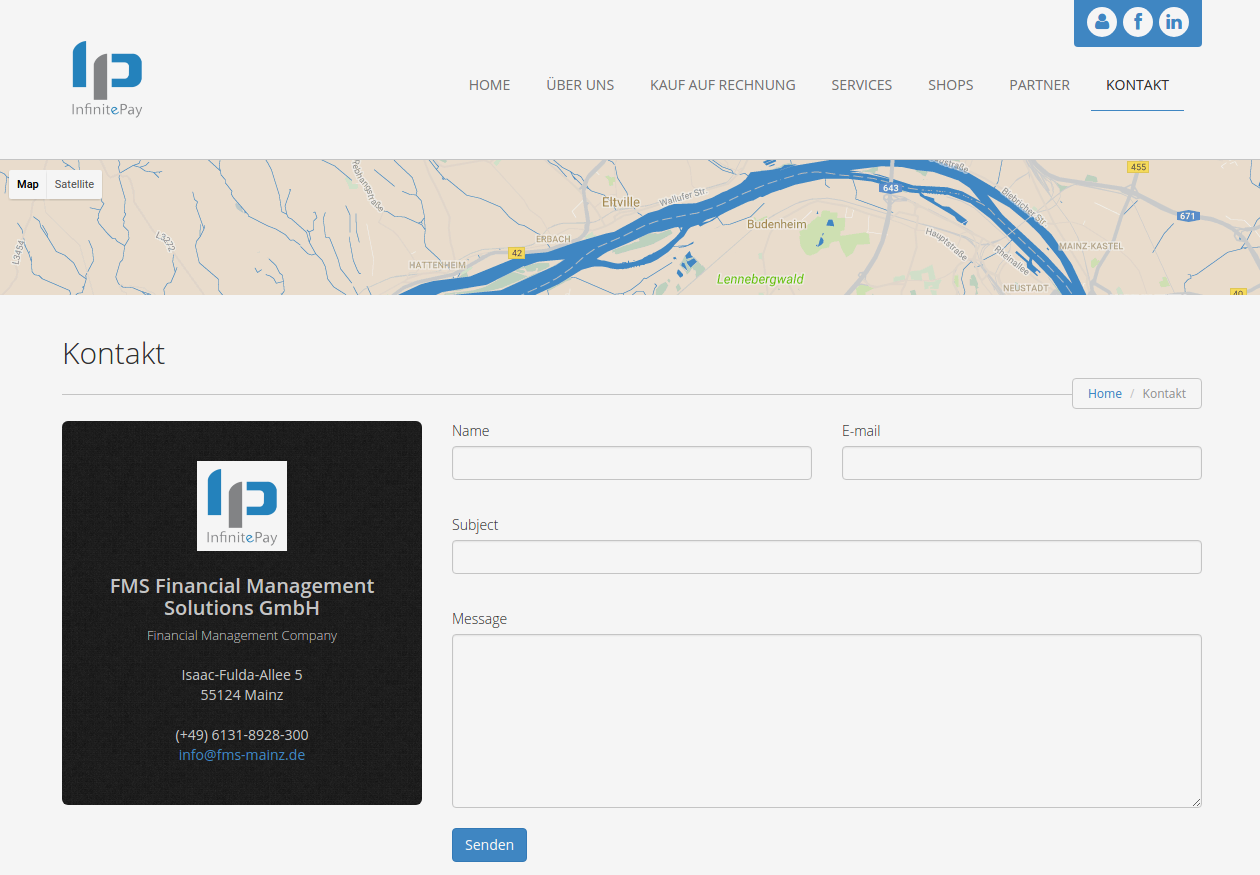 f
in
InfinitePay
HOME
ÜBER UNS
KAUF AUF RECHNUNG
SERVICES
SHOPS
PARTNER
KONTAKT
Map
Satellite
Rebhangstraße
L3454
L3272
HATTENHEIM
ERBACH
42
Eltville
Wallufer Str
Budenheim
Lennebergwald
643
Hauptstraße
Rheinallee
Biebricher Str
455
671
MAINZ-KASTEL
NEUSTADT
40
Kontakt
Home / Kontakt
InfinitePay
FMS Financial Management
Solutions GmbH
Financial Management Company
Isaac-Fulda-Allee 5
55124 Mainz
(+49) 6131-8928-300
info@fms-mainz.de
Name
E-mail
Subject
Message
Senden